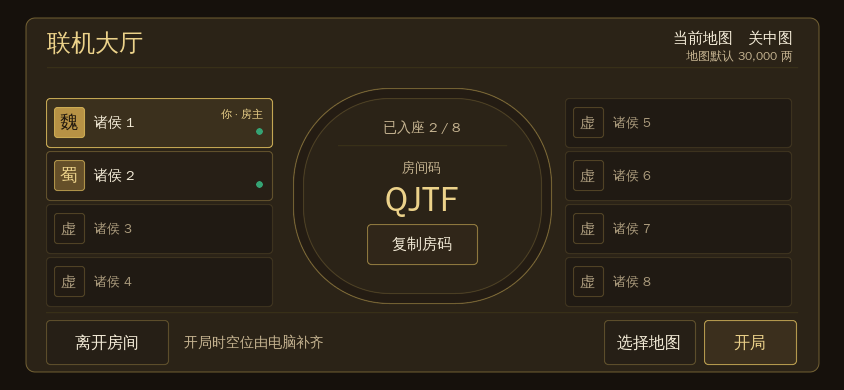 联机大厅
当前地图 关中图
地图默认 30,000 两
魏 诸侯 1 你 · 房主
蜀 诸侯 2
虚 诸侯 3
虚 诸侯 4
已入座 2 / 8
房间码
QJTF
复制房码
虚 诸侯 5
虚 诸侯 6
虚 诸侯 7
虚 诸侯 8
离开房间
开局时空位由电脑补齐
选择地图
开局